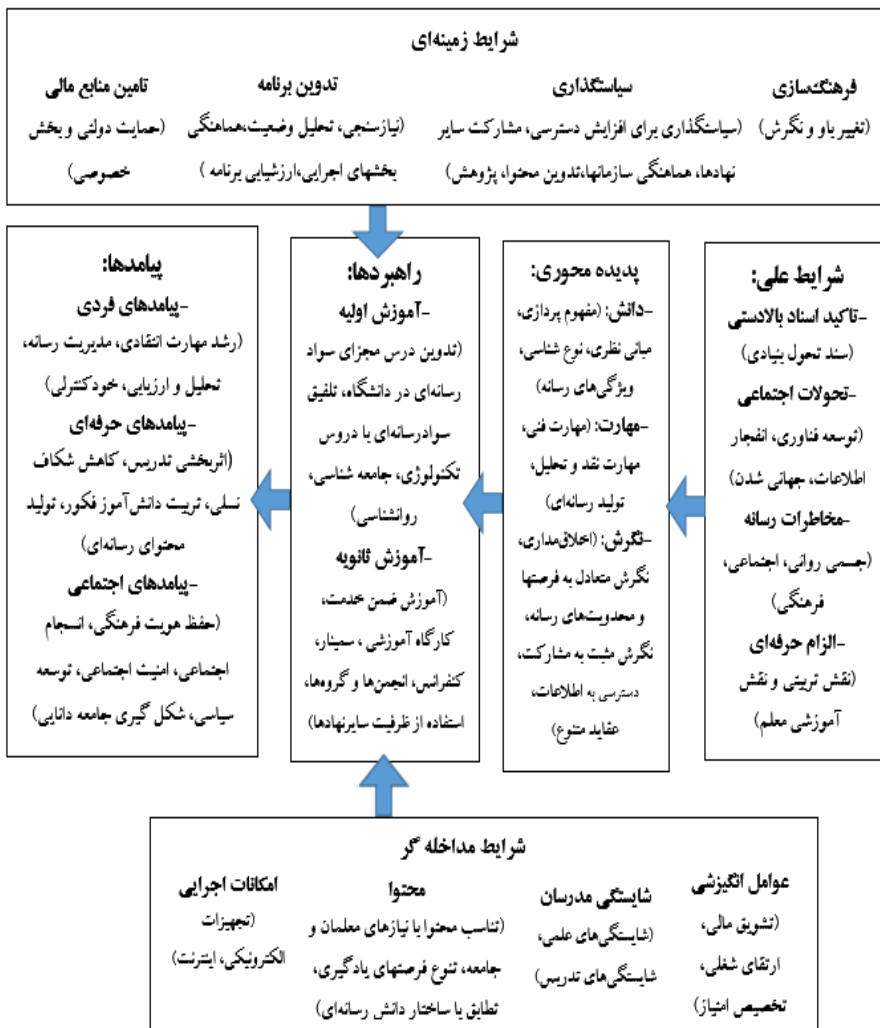 شرایط زمینه‌ای
فرهنگ‌سازی
(تغییر باو و نگرش)
سیاستگذاری
(سیاستگذاری برای افزایش دسترسی، مشارکت سایر
نهادها، هماهنگی سازمانها،تدوین محتوا، پژوهش)
تدوین برنامه
(نیازسنجی، تحلیل وضعیت،هماهنگی
بخشهای اجرایی،ارزشیابی برنامه )
تامین منابع مالی
(حمایت دولتی و بخش
خصوصی)
شرایط علی:
-تاکید اسناد بالادستی
(سند تحول بنیادی)
-تحولات اجتماعی
(توسعه فناوری، انفجار
اطلاعات، جهانی شدن)
-مخاطرات رسانه
(جسمی روانی، اجتماعی،
فرهنگی)
-الزام حرفه‌ای
(نقش تربیتی و نقش
آموزشی معلم)
پدیده محوری:
-دانش: (مفهوم پردازی،
مبانی نظری، نوع شناسی،
ویژگی‌های رسانه)
-مهارت: (مهارت فنی،
مهارت نقد و تحلیل،
تولید رسانه‌ای)
-نگرش: (اخلاق‌مداری،
نگرش متعادل به فرصتها
و محدویت‌های رسانه،
نگرش مثبت به مشارکت،
دسترسی به اطلاعات،
عقاید متنوع)
راهبردها:
-آموزش اولیه
(تدوین درس مجزای سواد
رسانه‌ای در دانشگاه، تلفیق
سوادرسانه‌ای با دروس
تکنولوژی، جامعه شناسی،
روانشناسی)
-آموزش ثانویه
(آموزش ضمن خدمت،
کارگاه آموزشی ، سمینار،
کنفرانس، انجمن‌ها و گروه‌ها،
استفاده از ظرفیت سایرنهادها)
پیامدها:
-پیامدهای فردی
(رشد مهارت انتقادی، مدیریت رسانه،
تحلیل و ارزیابی، خودکنترلی)
-پیامدهای حرفه‌ای
(اثربخشی تدریس، کاهش شکاف
نسلی، تربیت دانش‌آموز فکور، تولید
محتوای رسانه‌ای)
-پیامدهای اجتماعی
(حفظ هویت فرهنگی، انسجام
اجتماعی، امنیت اجتماعی، توسعه
سیاسی، شکل گیری جامعه دانایی)
شرایط مداخله گر
عوامل انگیزشی
(تشویق مالی،
ارتقای شغلی،
تخصیص امتیاز)
شایستگی مدرسان
(شایستگی‌های علمی،
شایستگی‌های تدریس)
محتوا
(تناسب محتوا با نیازهای معلمان و
جامعه، تنوع فرصتهای یادگیری،
تطابق با ساختار دانش رسانه‌ای)
امکانات اجرایی
(تجهیزات
الکترونیکی، اینترنت)